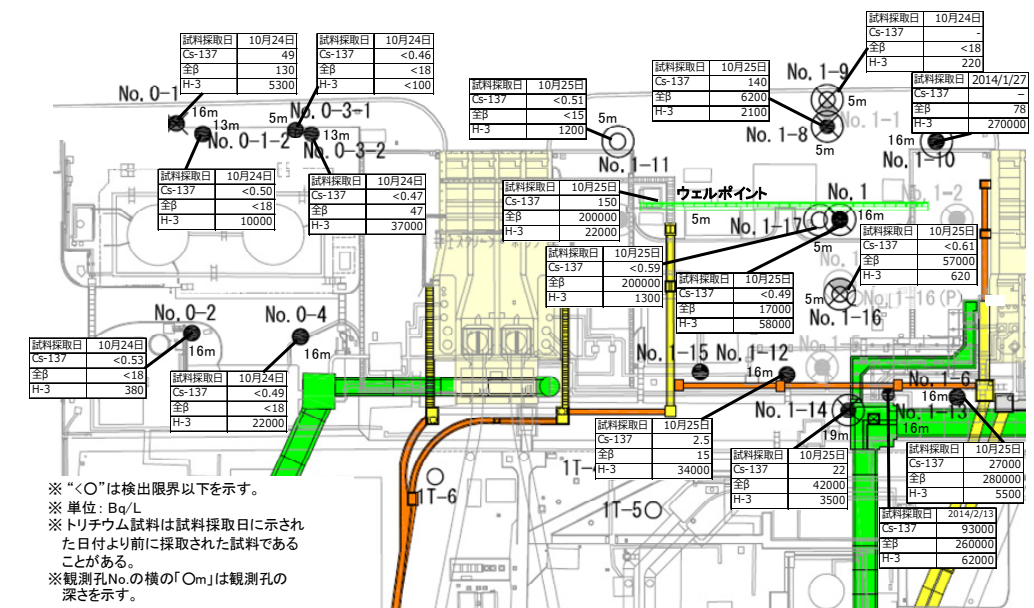 試料採取日 10月24日
Cs-137 49
全β 130
H-3 5300
試料採取日 10月24日
Cs-137 <0.46
全β <18
H-3 <100
試料採取日 10月25日
Cs-137 <0.51
全β <15
H-3 1200
試料採取日 10月25日
Cs-137 140
全β 6200
H-3 2100
試料採取日 10月24日
Cs-137 -
全β <18
H-3 220
試料採取日 2014/1/27
Cs-137 -
全β 78
H-3 270000
No. 0-1
16m
13m
No. 0-1-2
5m
No. 0-3-1
13m
No. 0-3-2
5m
No. 1-11
No. 1-9
5m
No. 1-8
5m
-1
16m
No. 1-10
試料採取日 10月24日
Cs-137 <0.50
全β <18
H-3 10000
試料採取日 10月24日
Cs-137 <0.47
全β 47
H-3 37000
試料採取日 10月25日
Cs-137 150
全β 200000
H-3 22000
ウェルポイント
5m
No. 1
16m
No. 1-17
5m
No. 1-2
試料採取日 10月25日
Cs-137 <0.61
全β 57000
H-3 620
試料採取日 10月25日
Cs-137 <0.59
全β 200000
H-3 1300
試料採取日 10月25日
Cs-137 <0.49
全β 17000
H-3 58000
5m
No. 1-16
No. 1-16(P)
No. 0-2
16m
No. 0-4
16m
試料採取日 10月24日
Cs-137 <0.53
全β <18
H-3 380
試料採取日 10月24日
Cs-137 <0.49
全β <18
H-3 22000
No. 1-15
No. 1-12
16m
No. 1-6
16m
No. 1-14
19m
No. 1-13
16m
試料採取日 10月25日
Cs-137 2.5
全β 15
H-3 34000
試料採取日 10月25日
Cs-137 22
全β 42000
H-3 3500
試料採取日 10月25日
Cs-137 27000
全β 280000
H-3 5500
試料採取日 2014/2/13
Cs-137 93000
全β 260000
H-3 62000
1T-6
1T-5
※ “<○”は検出限界以下を示す。
※ 単位: Bq/L
※ トリチウム試料は試料採取日に示され
た日付より前に採取された試料である
ことがある。
※観測孔No.の横の「○m」は観測孔の
深さを示す。